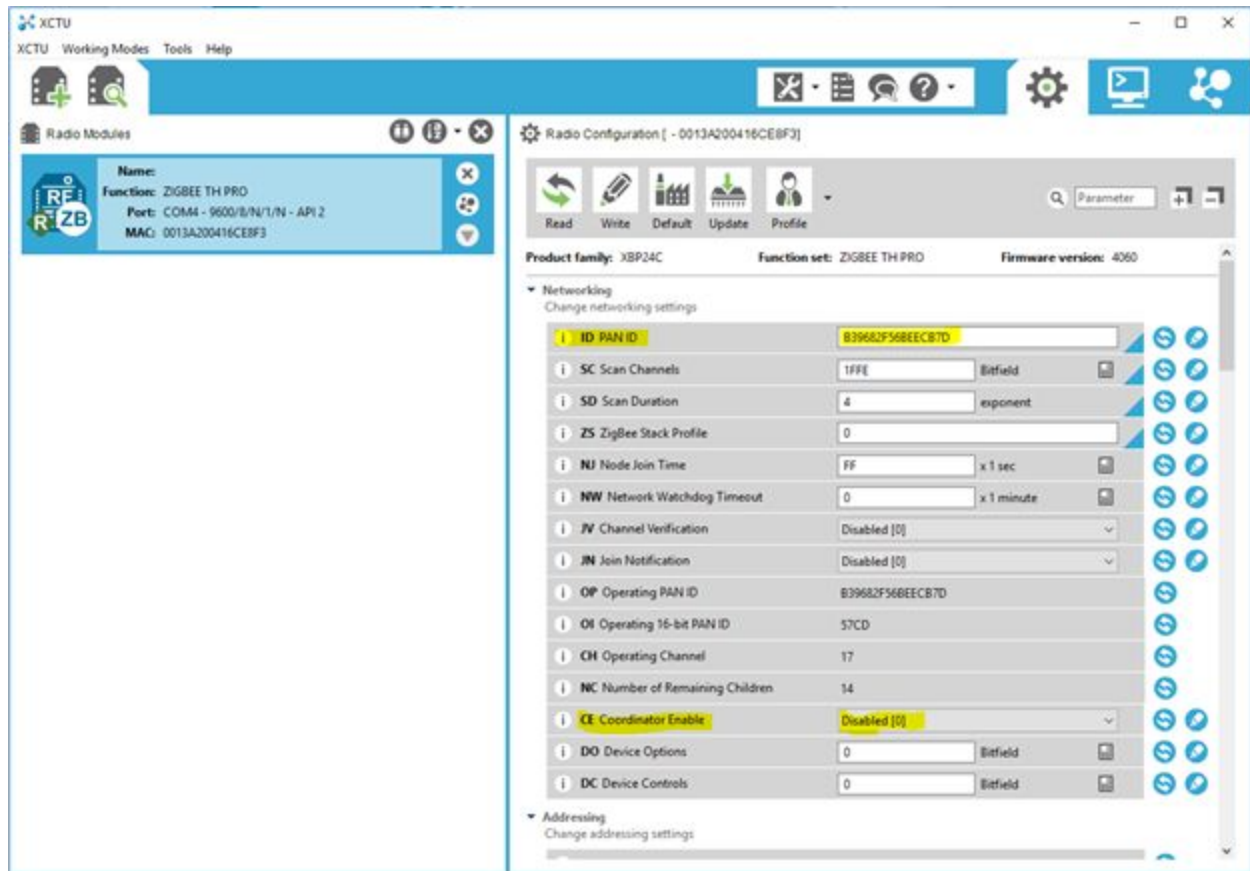 XCTU
XCTU Working Modes Tools Help
Radio Modules
Name:
Function: ZIGBEE TH PRO
Port: COM4 - 9600/8/N/1/N - API 2
MAC: 0013A200416CE8F3
RF
R
ZB
Radio Configuration [ - 0013A200416CE8F3]
Read Write Default Update Profile
Parameter
Product family: XBP24C Function set: ZIGBEE TH PRO Firmware version: 4060
Networking
Change networking settings
i ID PAN ID B39682F56BEECB7D
i SC Scan Channels 1FFE Bitfield
i SD Scan Duration 4 exponent
i ZS ZigBee Stack Profile 0
i NJ Node Join Time FF x 1 sec
i NW Network Watchdog Timeout 0 x 1 minute
i JV Channel Verification Disabled [0]
i JN Join Notification Disabled [0]
i OP Operating PAN ID B39682F56BEECB7D
i OI Operating 16-bit PAN ID 57CD
i CH Operating Channel 17
i NC Number of Remaining Children 14
i CE Coordinator Enable Disabled [0]
i DO Device Options 0 Bitfield
i DC Device Controls 0 Bitfield
Addressing
Change addressing settings